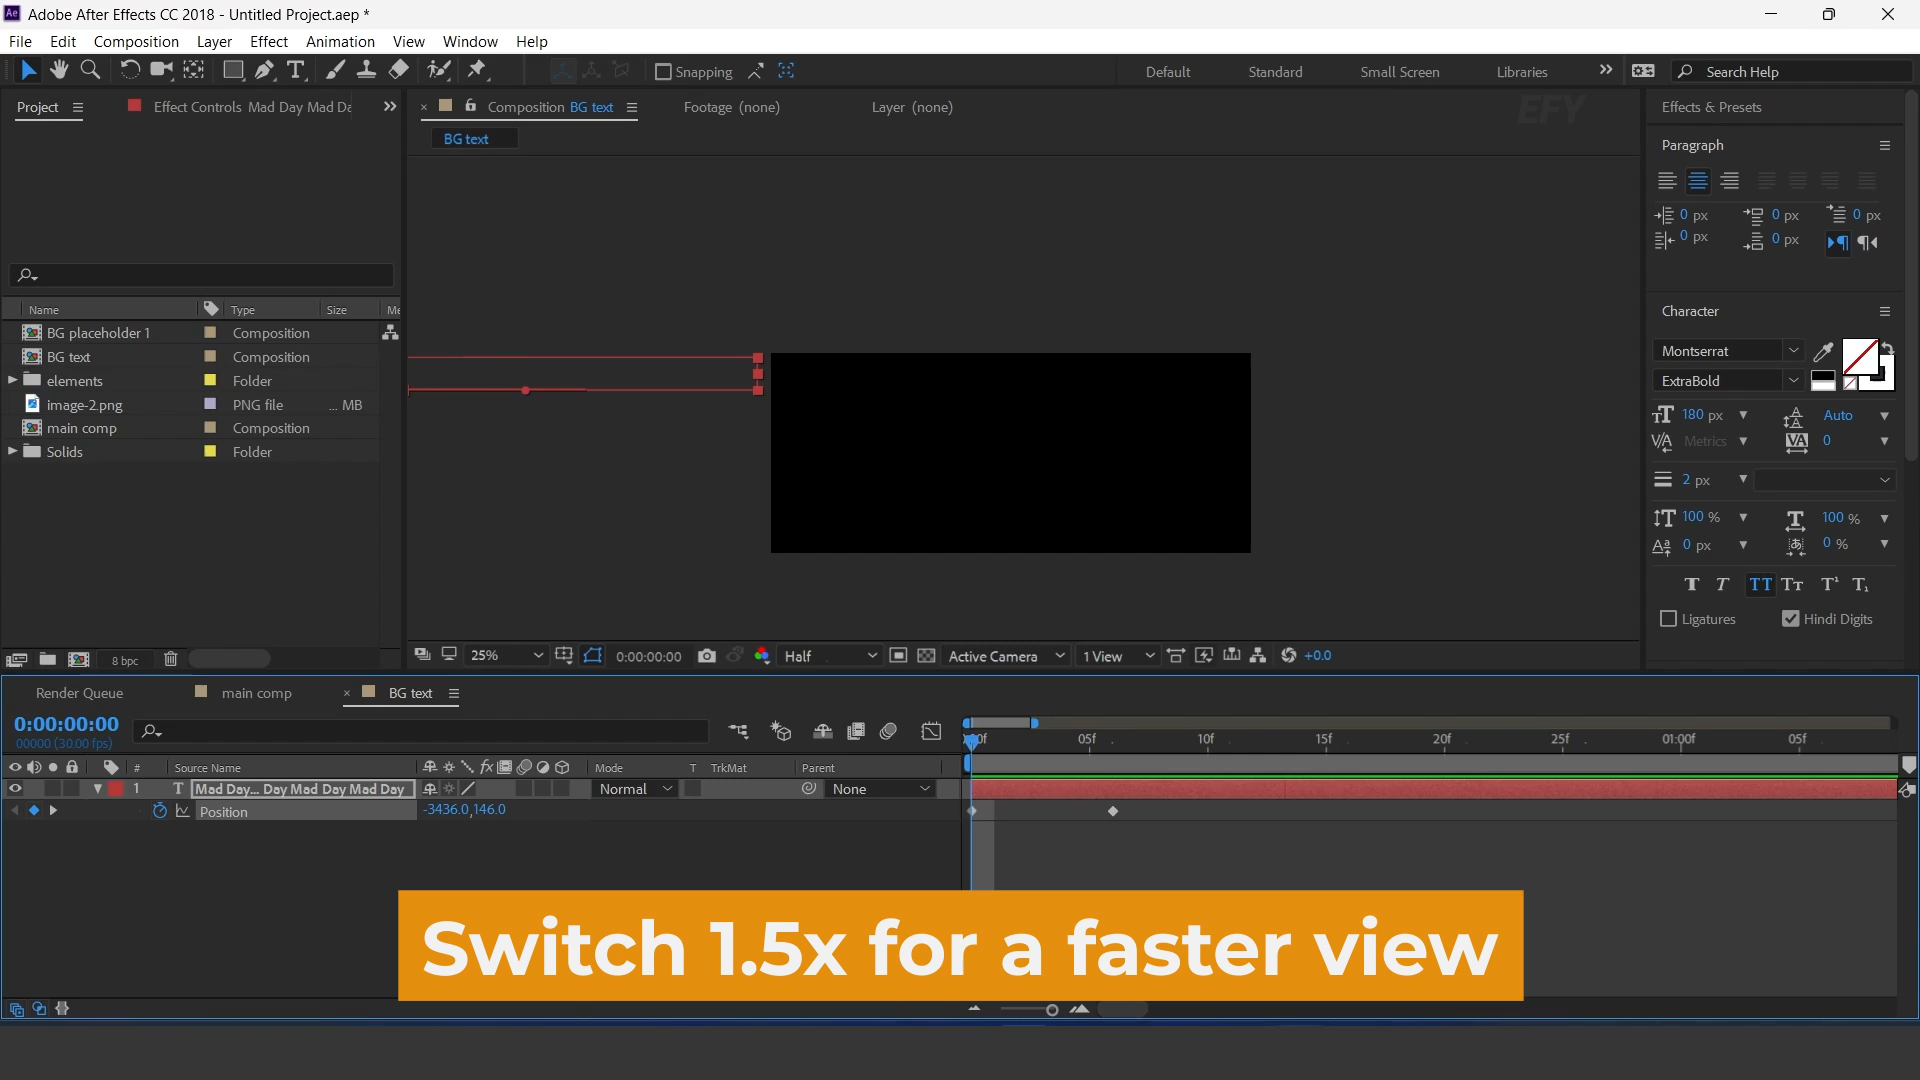 Adobe After Effects CC 2018 - Untitled Project.aep *
File Edit Composition Layer Effect Animation View Window Help
Snapping Default Standard Small Screen Libraries Search Help
Project Effect Controls Mad Day Mad Da Composition BG text Footage (none) Layer (none) EFY Effects & Presets
BG text
Paragraph
0 px 0 px 0 px
0 px 0 px
Name Type Size Me
BG placeholder 1 Composition
BG text Composition
elements Folder
image-2.png PNG file ... MB
main comp Composition
Solids Folder
Character
Montserrat
ExtraBold
180 px Auto
Metrics 0
2 px
100 % 100 %
0 px 0 %
T T TT Tt T¹ T₁
Ligatures Hindi Digits
8 bpc 25% 0:00:00:00 Half Active Camera 1 View +0.0
Render Queue main comp BG text
0:00:00:00
00000 (30.00 fps)
05f 10f 15f 20f 25f 01:00f 05f
# Source Name fx Mode T TrkMat Parent
1 T Mad Day... Day Mad Day Mad Day Normal None
Position -3436.0,146.0
Switch 1.5x for a faster view